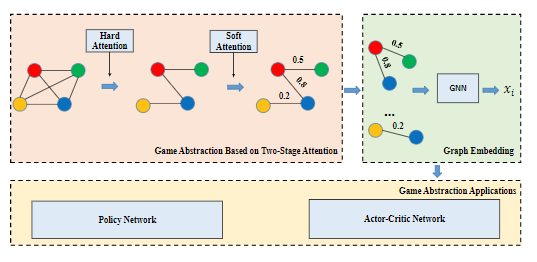 Hard
Attention
Soft
Attention
0.5
0.8
0.2
Game Abstraction Based on Two-Stage Attention
0.5
0.8
GNN
x_i
...
0.2
Graph Embedding
Game Abstraction Applications
Policy Network
Actor-Critic Network